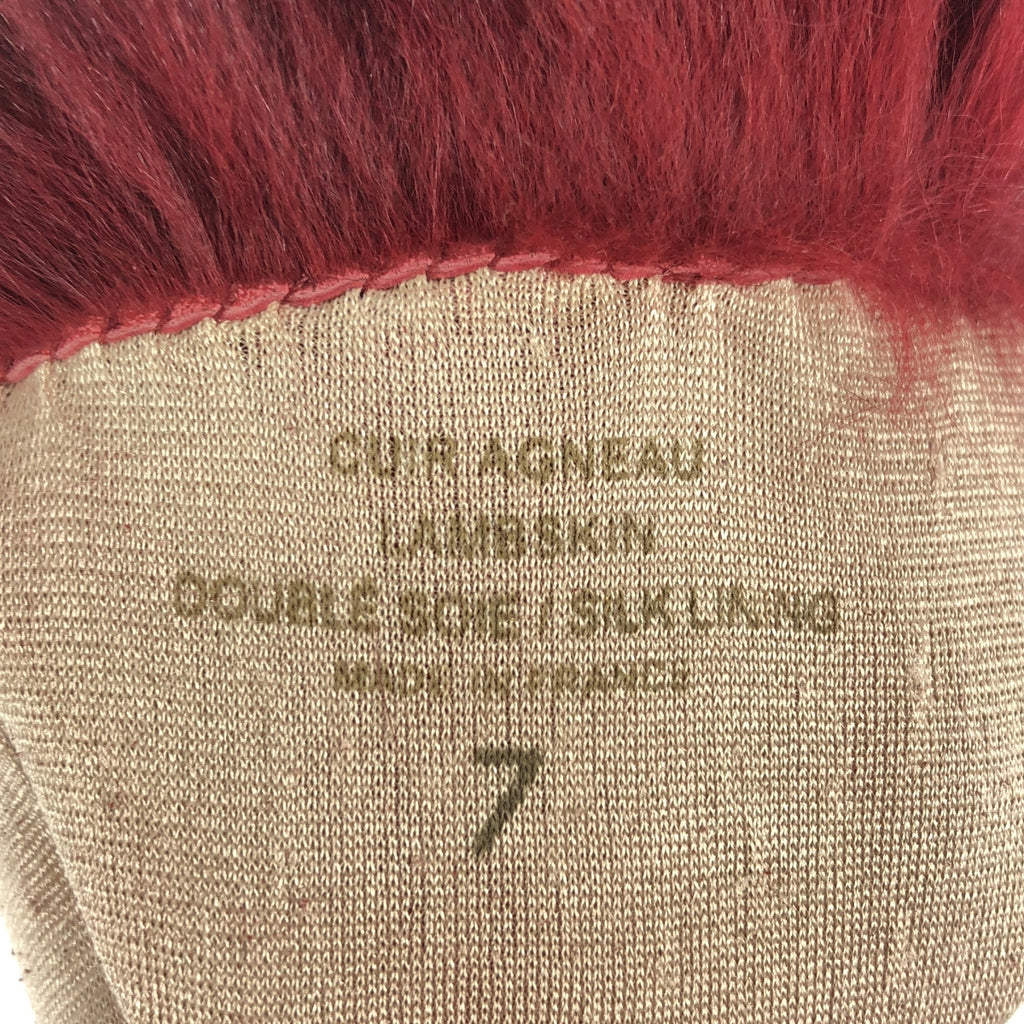 CUIR AGNEAU
LAMBSKIN
DOUBLÉ SOIE / SILK LINING
MADE IN FRANCE
7